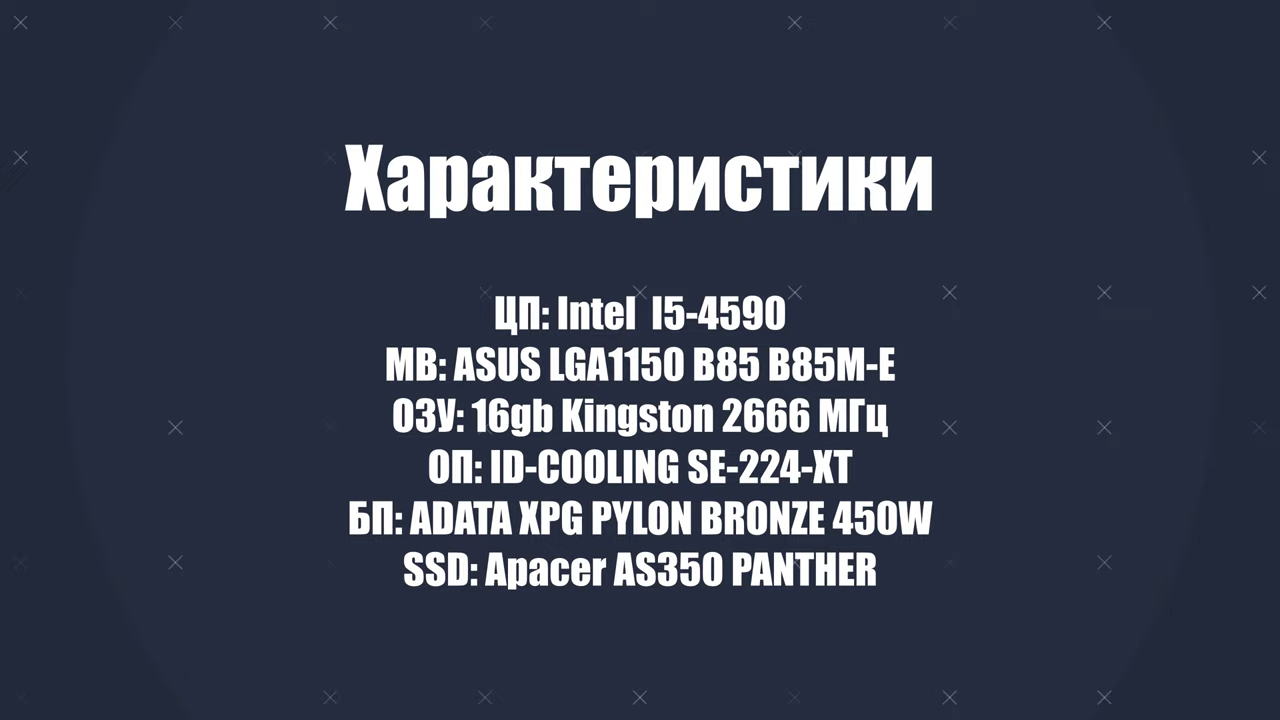 Характеристики
ЦП: Intel I5-4590
МВ: ASUS LGA1150 B85 B85M-E
ОЗУ: 16gb Kingston 2666 МГц
ОП: ID-COOLING SE-224-XT
БП: ADATA XPG PYLON BRONZE 450W
SSD: Apacer AS350 PANTHER